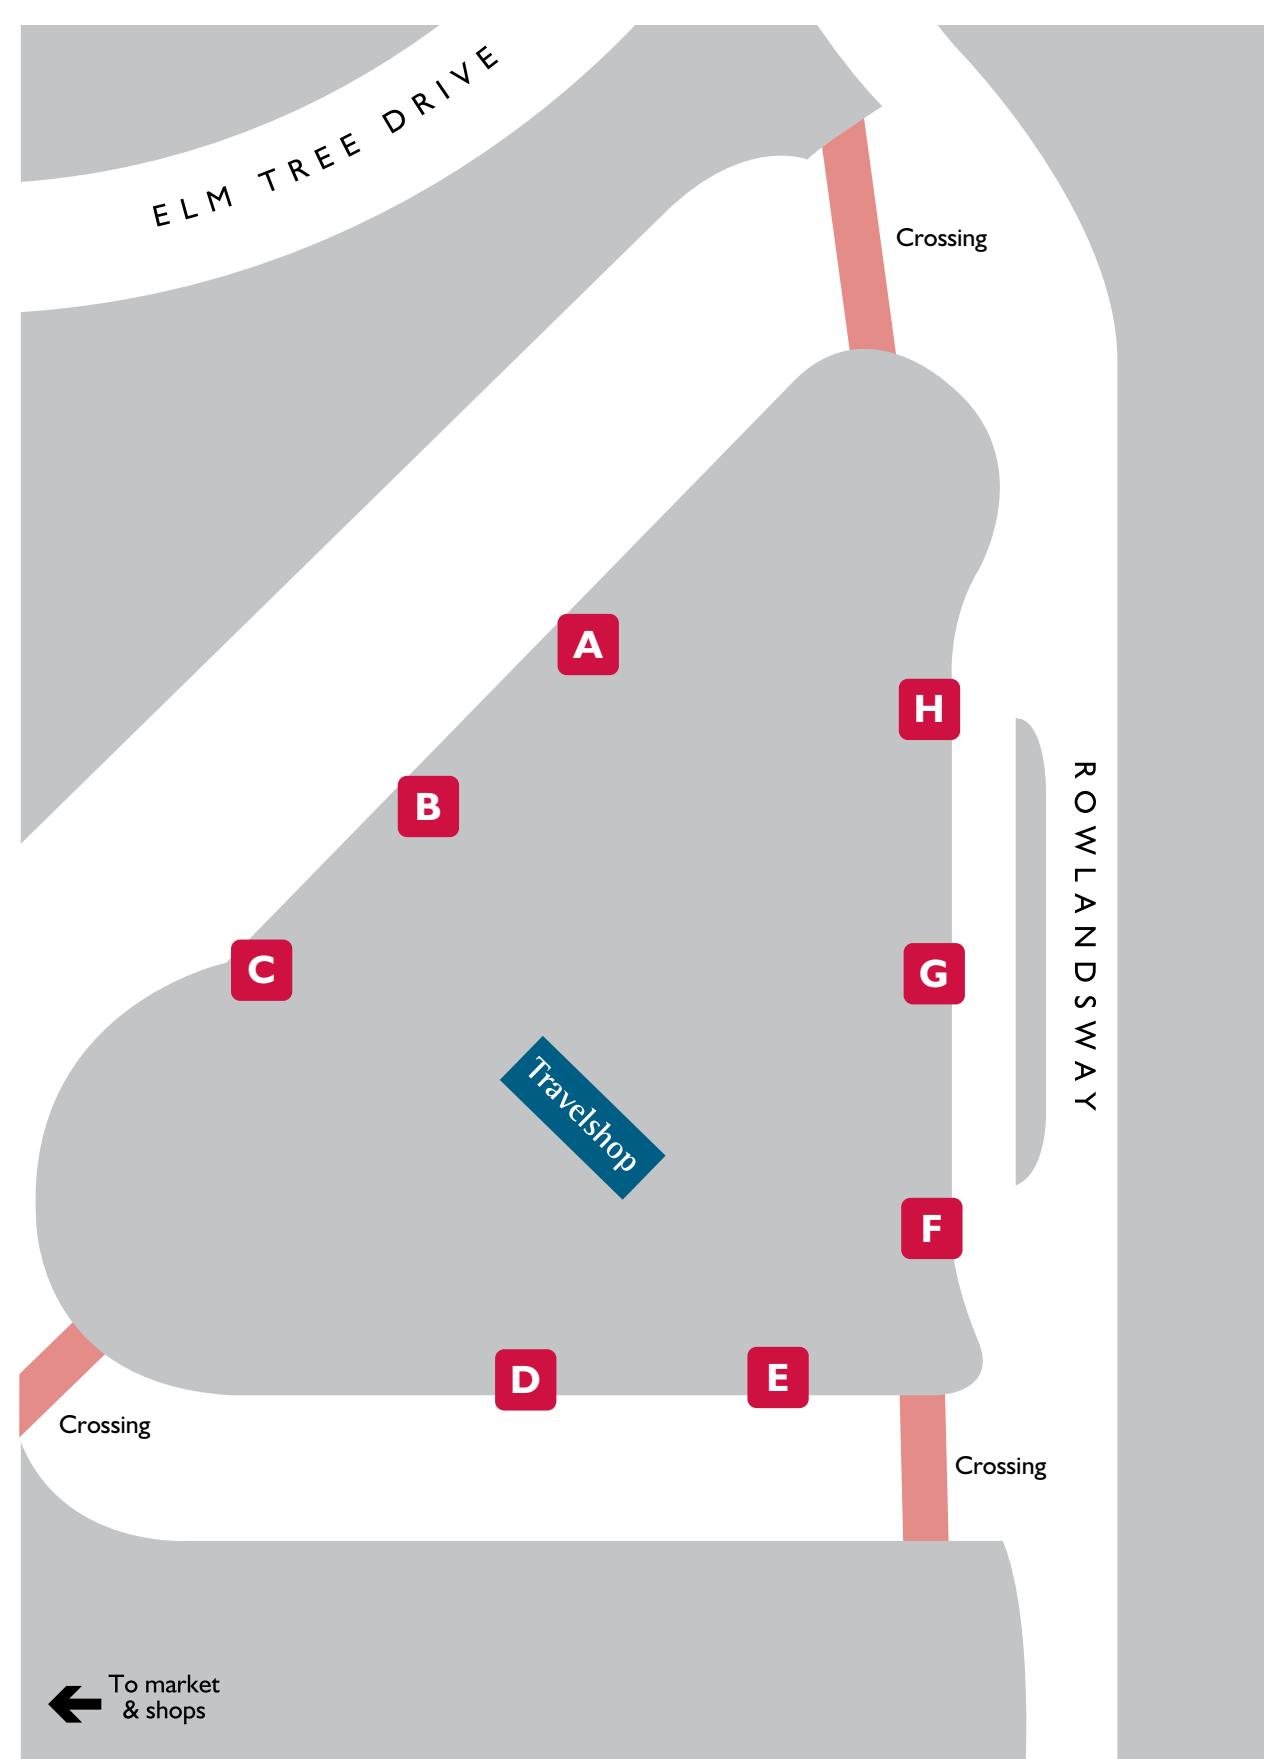 ELM TREE DRIVE
Crossing
A
H
B
ROWLANDSWAY
C
G
Travelshop
F
D
E
Crossing
Crossing
To market
& shops